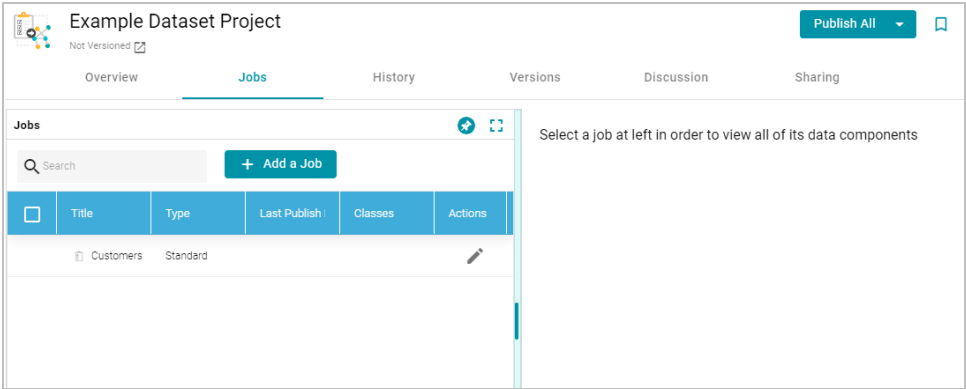 Example Dataset Project
Publish All
Not Versioned
Overview Jobs History Versions Discussion Sharing
Jobs
Select a job at left in order to view all of its data components
Search
+ Add a Job
Title Type Last Publish Classes Actions
Customers Standard